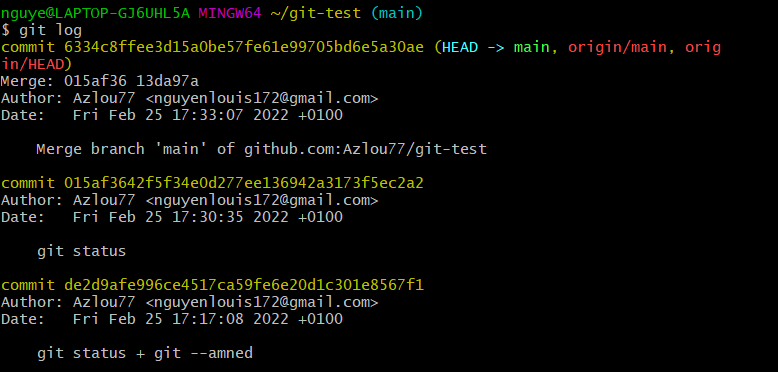 nguye@LAPTOP-GJ6UHL5A MINGW64 ~/git-test (main)
$ git log
commit 6334c8ffee3d15a0be57fe61e99705bd6e5a30ae (HEAD -> main, origin/main, orig
in/HEAD)
Merge: 015af36 13da97a
Author: Azlou77 <nguyenlouis172@gmail.com>
Date:   Fri Feb 25 17:33:07 2022 +0100
Merge branch 'main' of github.com:Azlou77/git-test
commit 015af3642f5f34e0d277ee136942a3173f5ec2a2
Author: Azlou77 <nguyenlouis172@gmail.com>
Date:   Fri Feb 25 17:30:35 2022 +0100
git status
commit de2d9afe996ce4517ca59fe6e20d1c301e8567f1
Author: Azlou77 <nguyenlouis172@gmail.com>
Date:   Fri Feb 25 17:17:08 2022 +0100
git status + git --amned